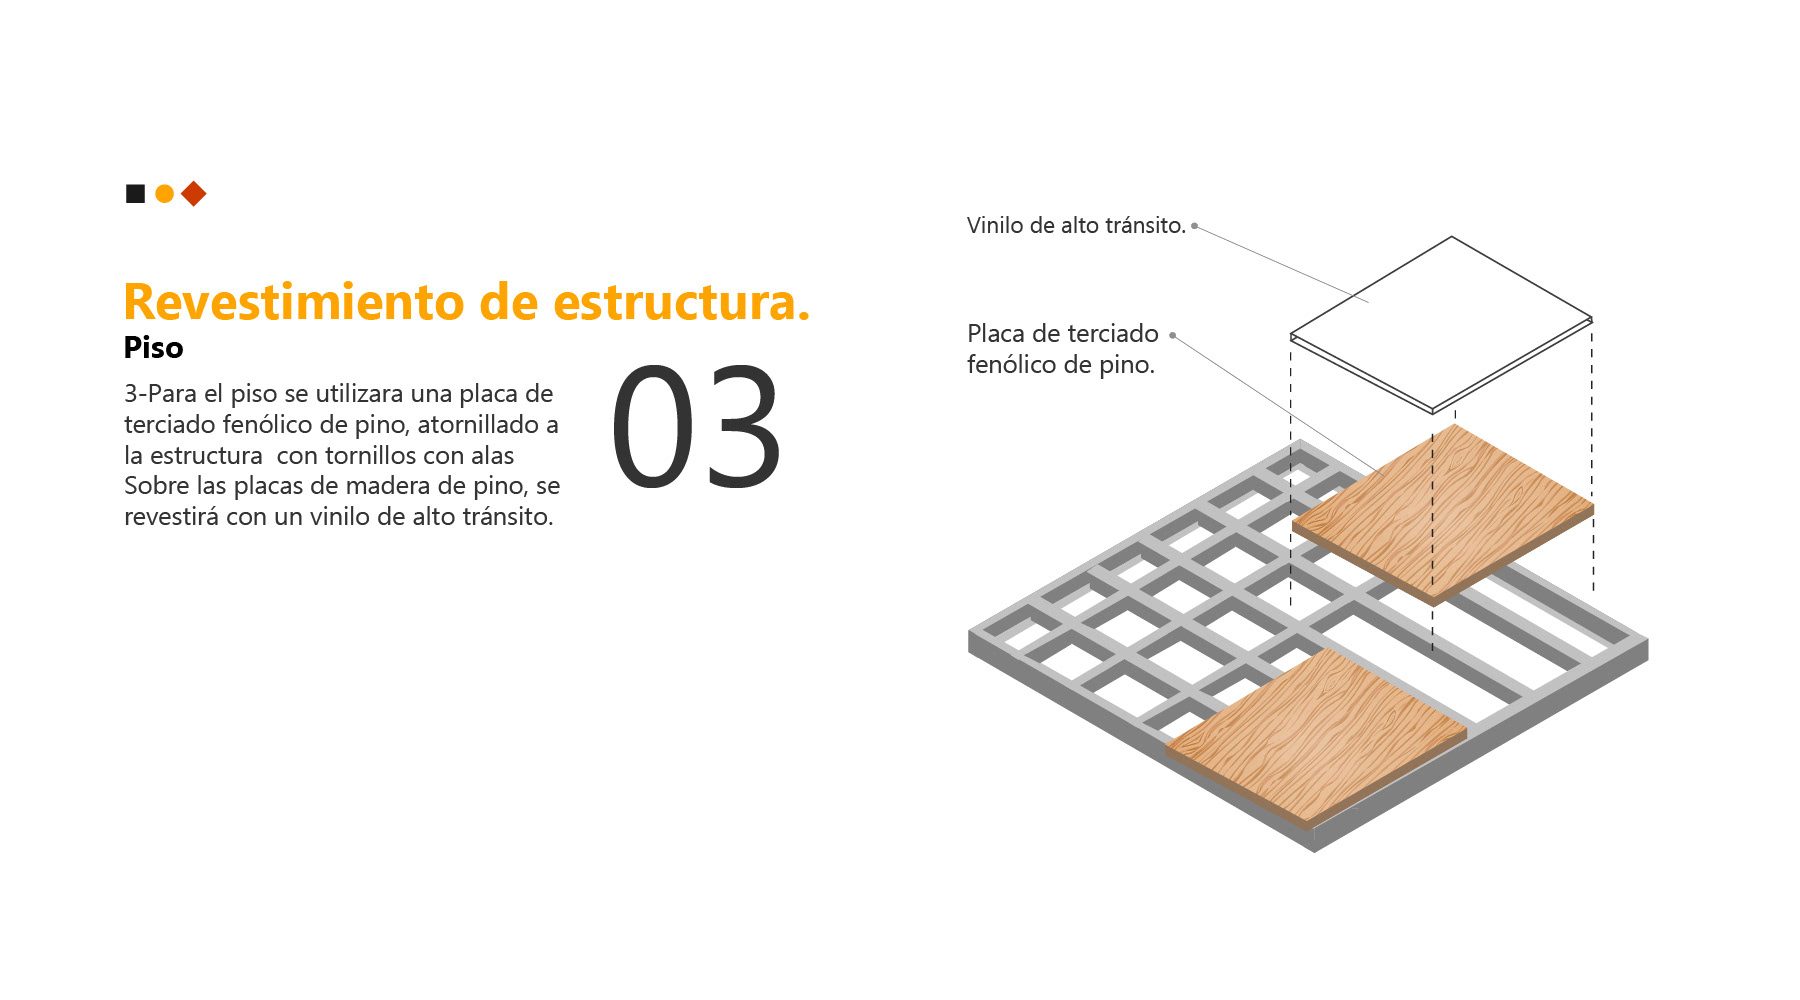 Revestimiento de estructura.
Piso
3-Para el piso se utilizara una placa de
terciado fenólico de pino, atornillado a
la estructura  con tornillos con alas
Sobre las placas de madera de pino, se
revestirá con un vinilo de alto tránsito.
03
Vinilo de alto tránsito.
Placa de terciado
fenólico de pino.